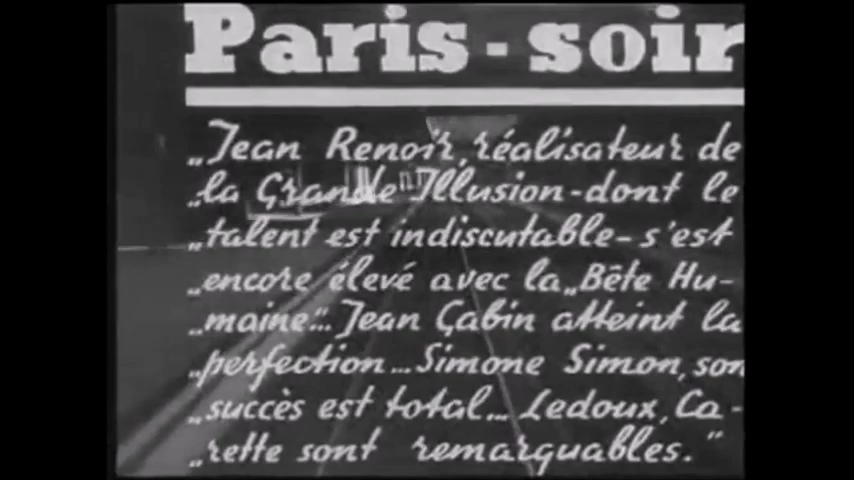 Paris-soir
„Jean Renoir, réalisateur de
„la Grande Illusion - dont le
„talent est indiscutable - s'est
„encore élevé avec la „Bête Hu-
„maine"... Jean Gabin atteint la
„perfection... Simone Simon, son
„succès est total... Ledoux, Ca-
„rette sont remarquables."